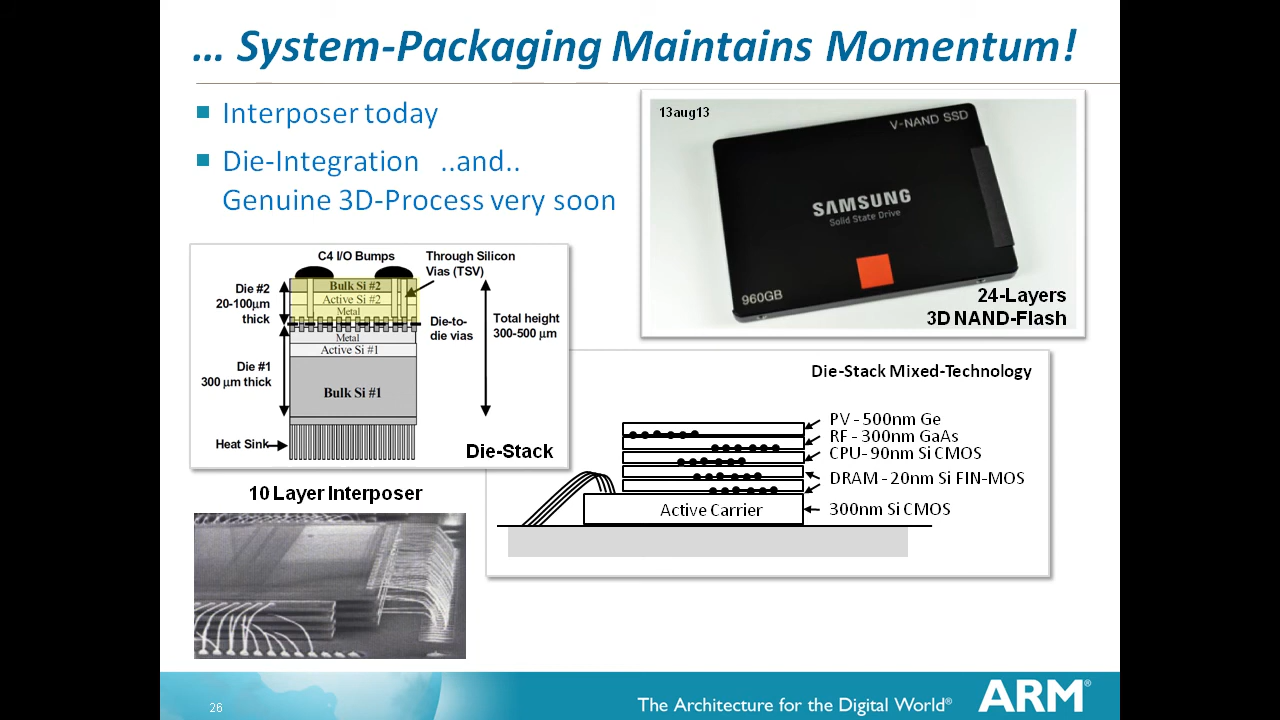 … System-Packaging Maintains Momentum!
Interposer today
Die-Integration ..and..
Genuine 3D-Process very soon
13aug13
V-NAND SSD
SAMSUNG
Solid State Drive
960GB
24-Layers
3D NAND-Flash
C4 I/O Bumps
Through Silicon
Vias (TSV)
Die #2
20-100µm
thick
Bulk Si #2
Active Si #2
Metal
Die-to-
die vias
Total height
300-500 µm
Metal
Active Si #1
Die #1
300 µm thick
Bulk Si #1
Heat Sink
Die-Stack
Die-Stack Mixed-Technology
PV - 500nm Ge
RF - 300nm GaAs
CPU- 90nm Si CMOS
DRAM - 20nm Si FIN-MOS
Active Carrier
300nm Si CMOS
10 Layer Interposer
26
The Architecture for the Digital World®
ARM®